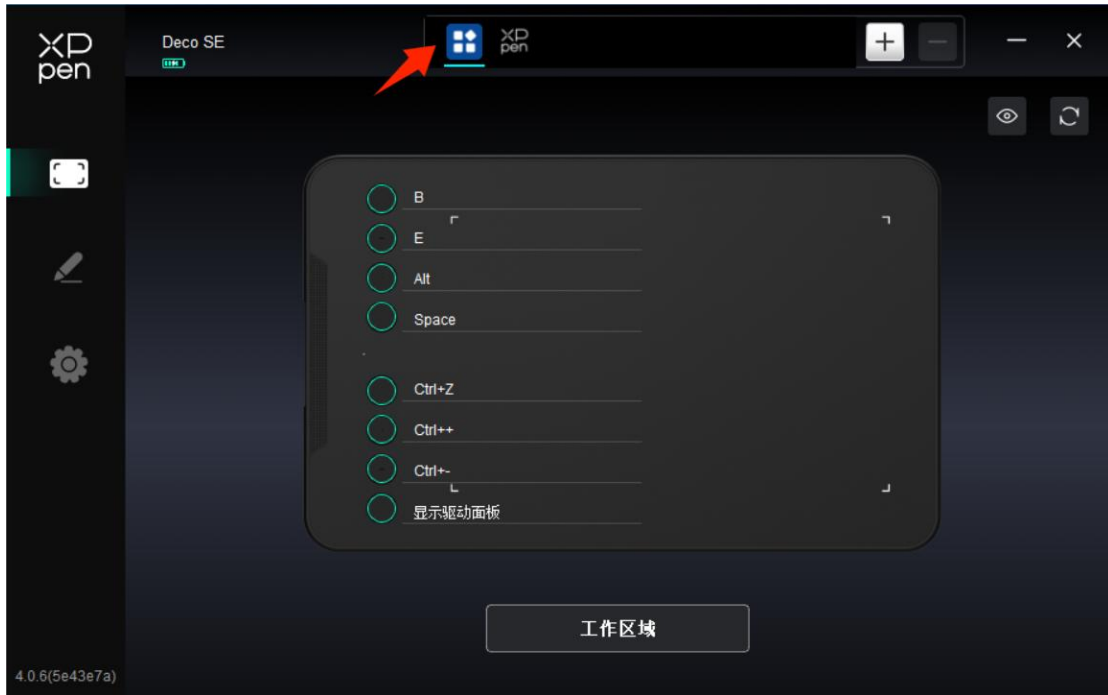 XP
pen
Deco SE
XP
pen
B
E
Alt
Space
Ctrl+Z
Ctrl++
Ctrl+-
显示驱动面板
工作区域
4.0.6(5e43e7a)